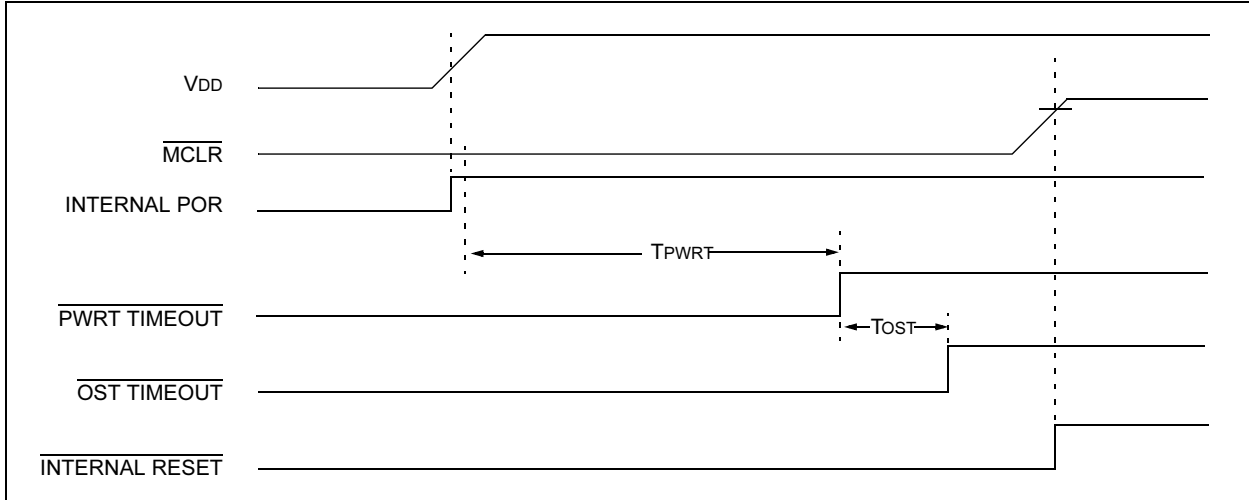 VDD
MCLR
INTERNAL POR
TPWRT
PWRT TIMEOUT
TOST
OST TIMEOUT
INTERNAL RESET